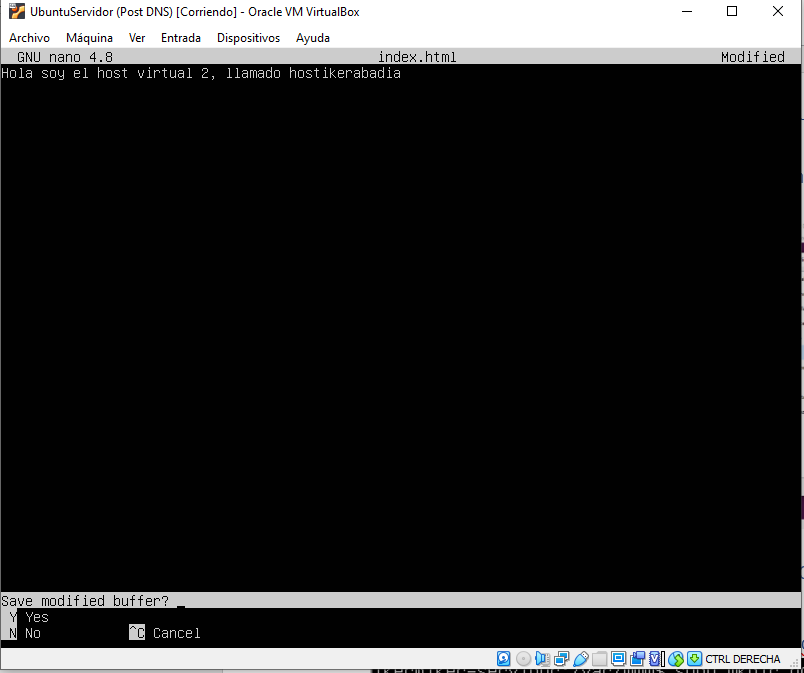 UbuntuServidor (Post DNS) [Corriendo] - Oracle VM VirtualBox
Archivo Máquina Ver Entrada Dispositivos Ayuda
GNU nano 4.8 index.html Modified
Hola soy el host virtual 2, llamado hostikerabadia
Save modified buffer?
Y Yes
N No ^C Cancel
CTRL DERECHA